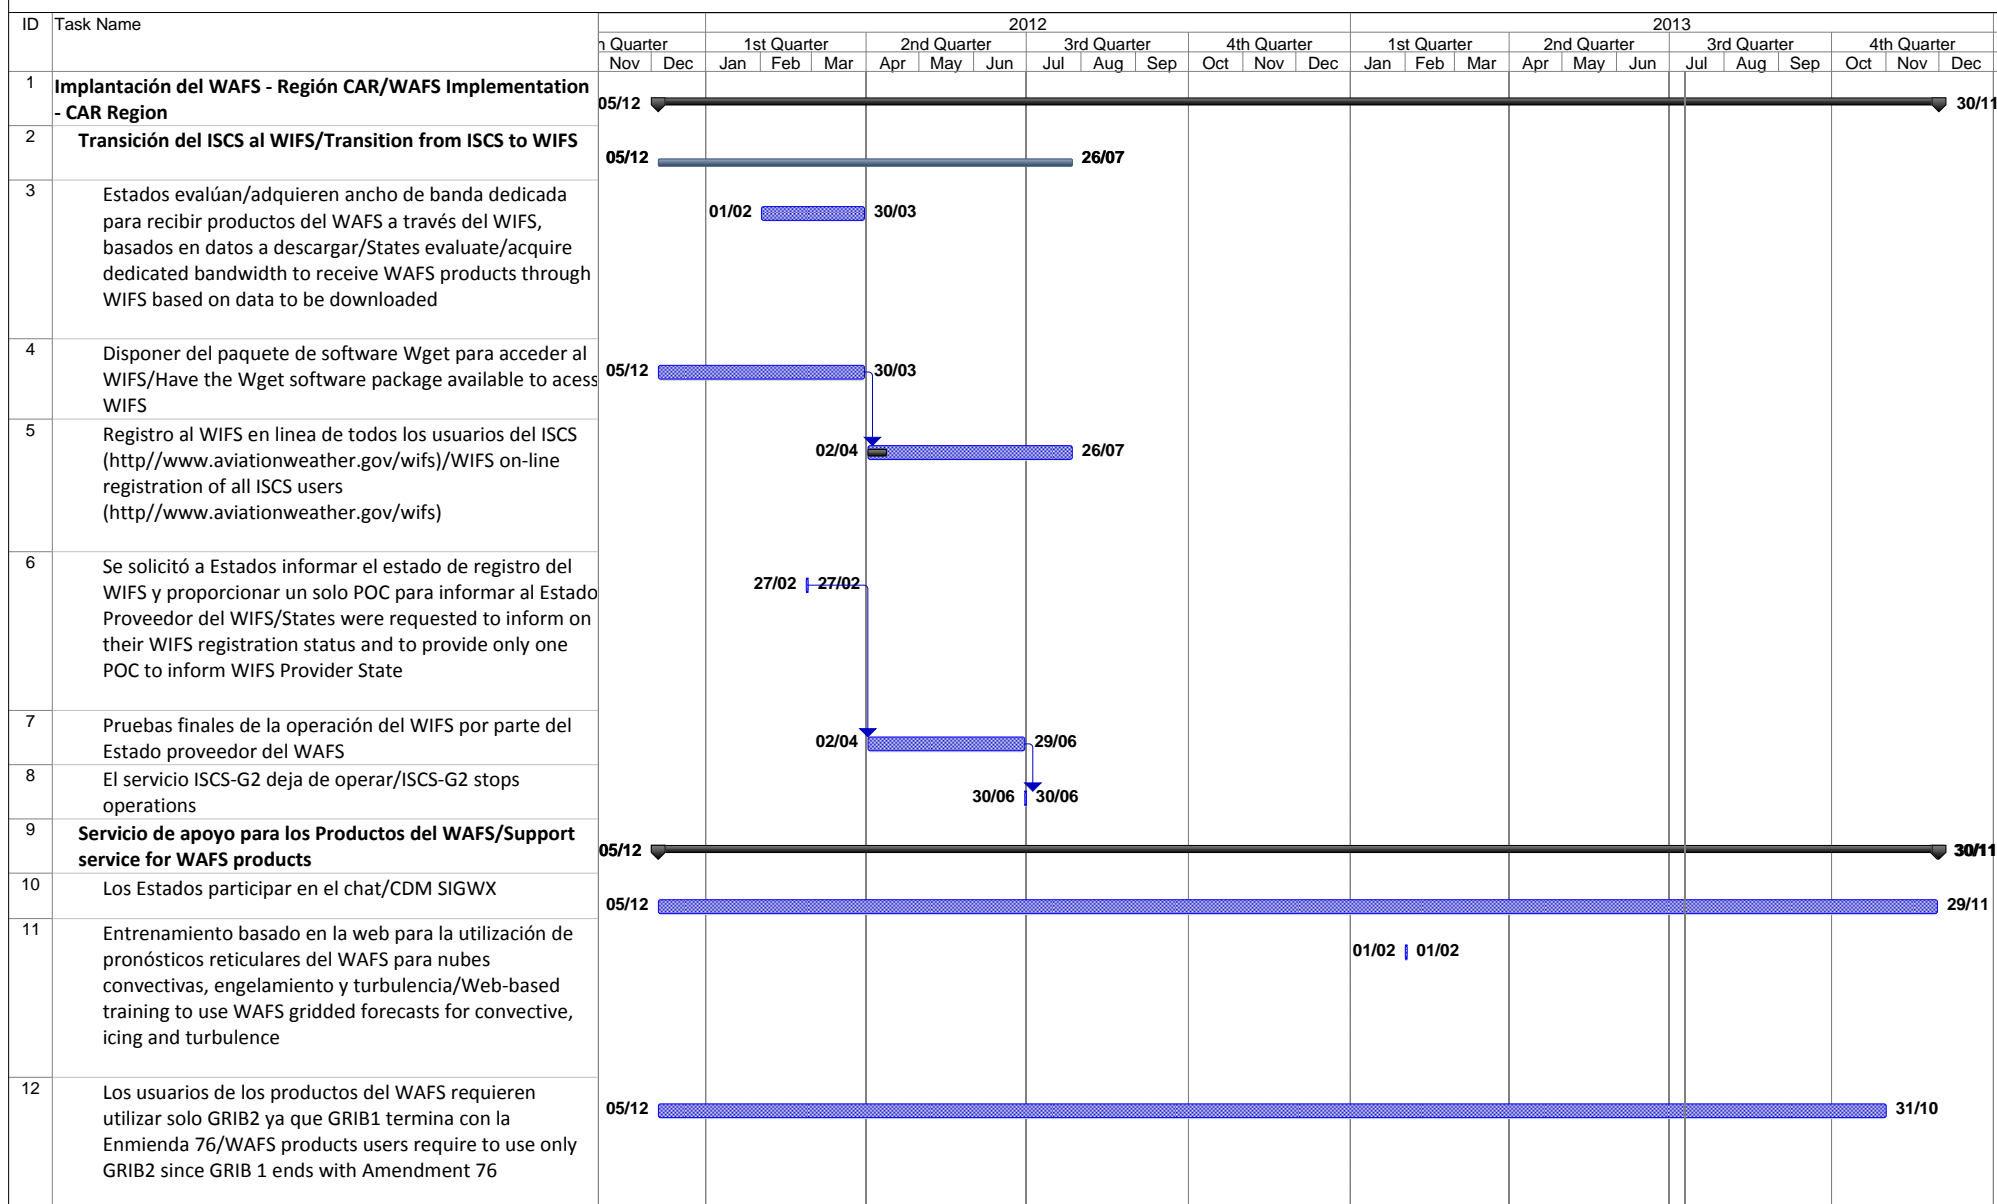 ID Task Name 2012 2013
h Quarter 1st Quarter 2nd Quarter 3rd Quarter 4th Quarter 1st Quarter 2nd Quarter 3rd Quarter 4th Quarter
Nov Dec Jan Feb Mar Apr May Jun Jul Aug Sep Oct Nov Dec Jan Feb Mar Apr May Jun Jul Aug Sep Oct Nov Dec
1 Implantación del WAFS - Región CAR/WAFS Implementation
- CAR Region
05/12 30/11
2 Transición del ISCS al WIFS/Transition from ISCS to WIFS
05/12 26/07
3 Estados evalúan/adquieren ancho de banda dedicada
para recibir productos del WAFS a través del WIFS,
basados en datos a descargar/States evaluate/acquire
dedicated bandwidth to receive WAFS products through
WIFS based on data to be downloaded
01/02 30/03
4 Disponer del paquete de software Wget para acceder al
WIFS/Have the Wget software package available to acess
WIFS
05/12 30/03
5 Registro al WIFS en linea de todos los usuarios del ISCS
(http//www.aviationweather.gov/wifs)/WIFS on-line
registration of all ISCS users
(http//www.aviationweather.gov/wifs)
02/04 26/07
6 Se solicitó a Estados informar el estado de registro del
WIFS y proporcionar un solo POC para informar al Estado
Proveedor del WIFS/States were requested to inform on
their WIFS registration status and to provide only one
POC to inform WIFS Provider State
27/02 27/02
7 Pruebas finales de la operación del WIFS por parte del
Estado proveedor del WAFS
02/04 29/06
8 El servicio ISCS-G2 deja de operar/ISCS-G2 stops
operations
30/06 30/06
9 Servicio de apoyo para los Productos del WAFS/Support
service for WAFS products
05/12 30/11
10 Los Estados participar en el chat/CDM SIGWX
05/12 29/11
11 Entrenamiento basado en la web para la utilización de
pronósticos reticulares del WAFS para nubes
convectivas, engelamiento y turbulencia/Web-based
training to use WAFS gridded forecasts for convective,
icing and turbulence
01/02 01/02
12 Los usuarios de los productos del WAFS requieren
utilizar solo GRIB2 ya que GRIB1 termina con la
Enmienda 76/WAFS products users require to use only
GRIB2 since GRIB 1 ends with Amendment 76
05/12 31/10